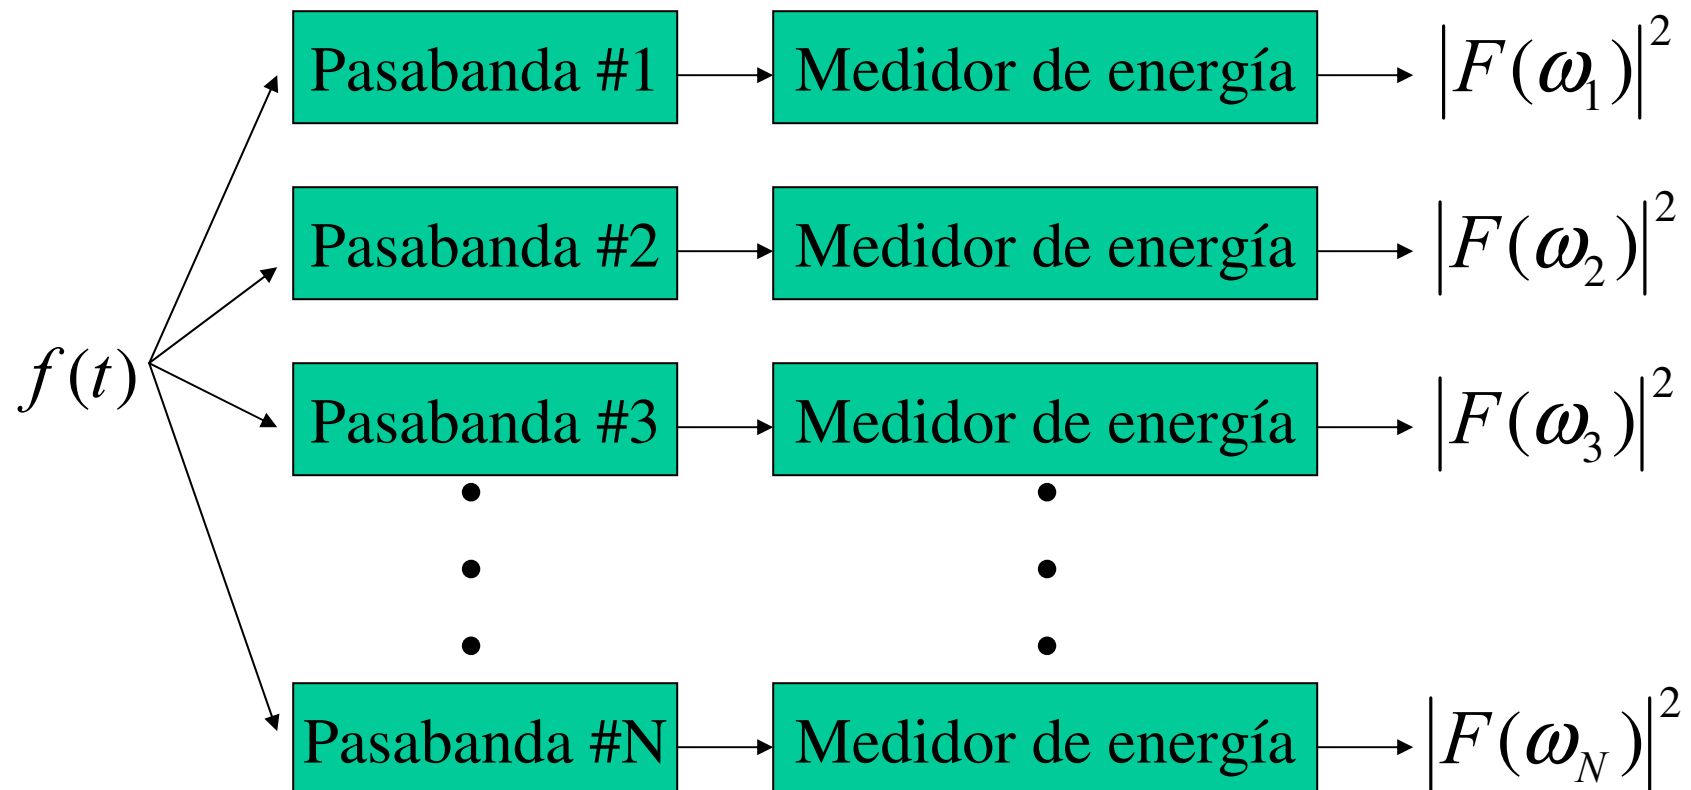 Pasabanda #1 Medidor de energía |F(ω₁)|²
Pasabanda #2 Medidor de energía |F(ω₂)|²
f(t)
Pasabanda #3 Medidor de energía |F(ω₃)|²
Pasabanda #N Medidor de energía |F(ω_N)|²